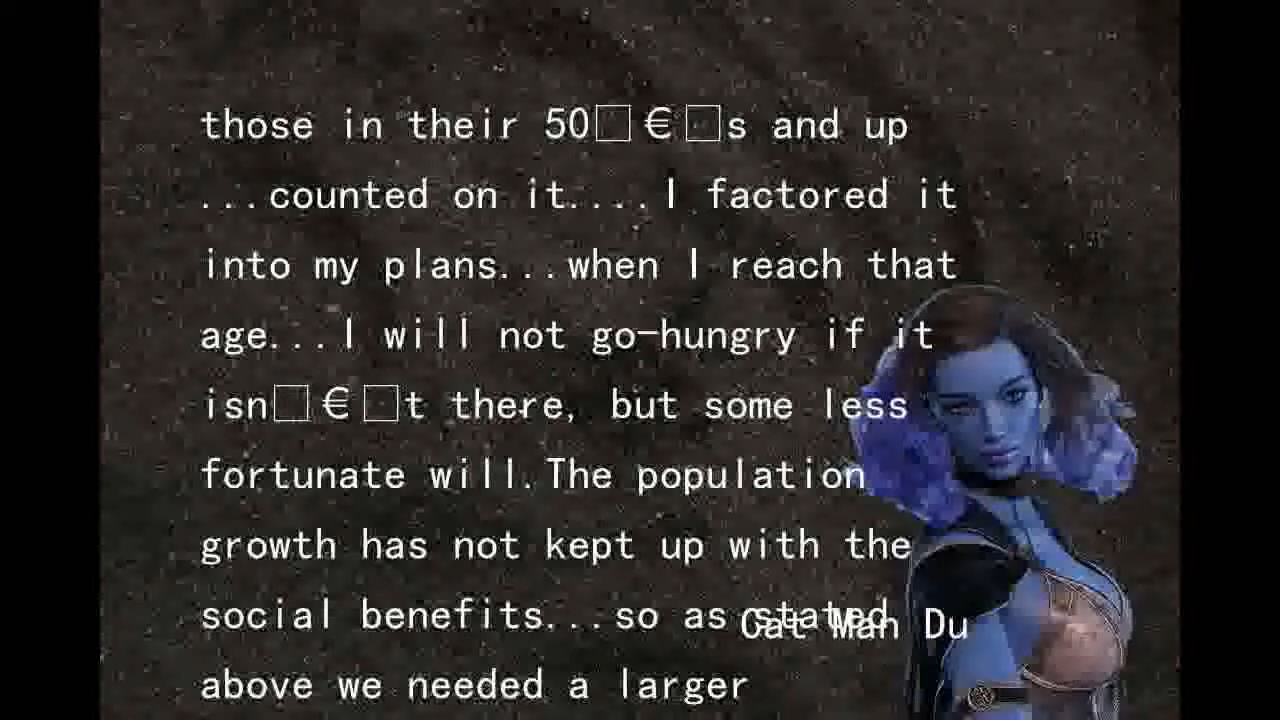 those in their 50□€□s and up
...counted on it....I factored it
into my plans...when I reach that
age...I will not go-hungry if it
isn□€□t there, but some less
fortunate will.The population
growth has not kept up with the
social benefits...so as stated
Cat Man Du
above we needed a larger